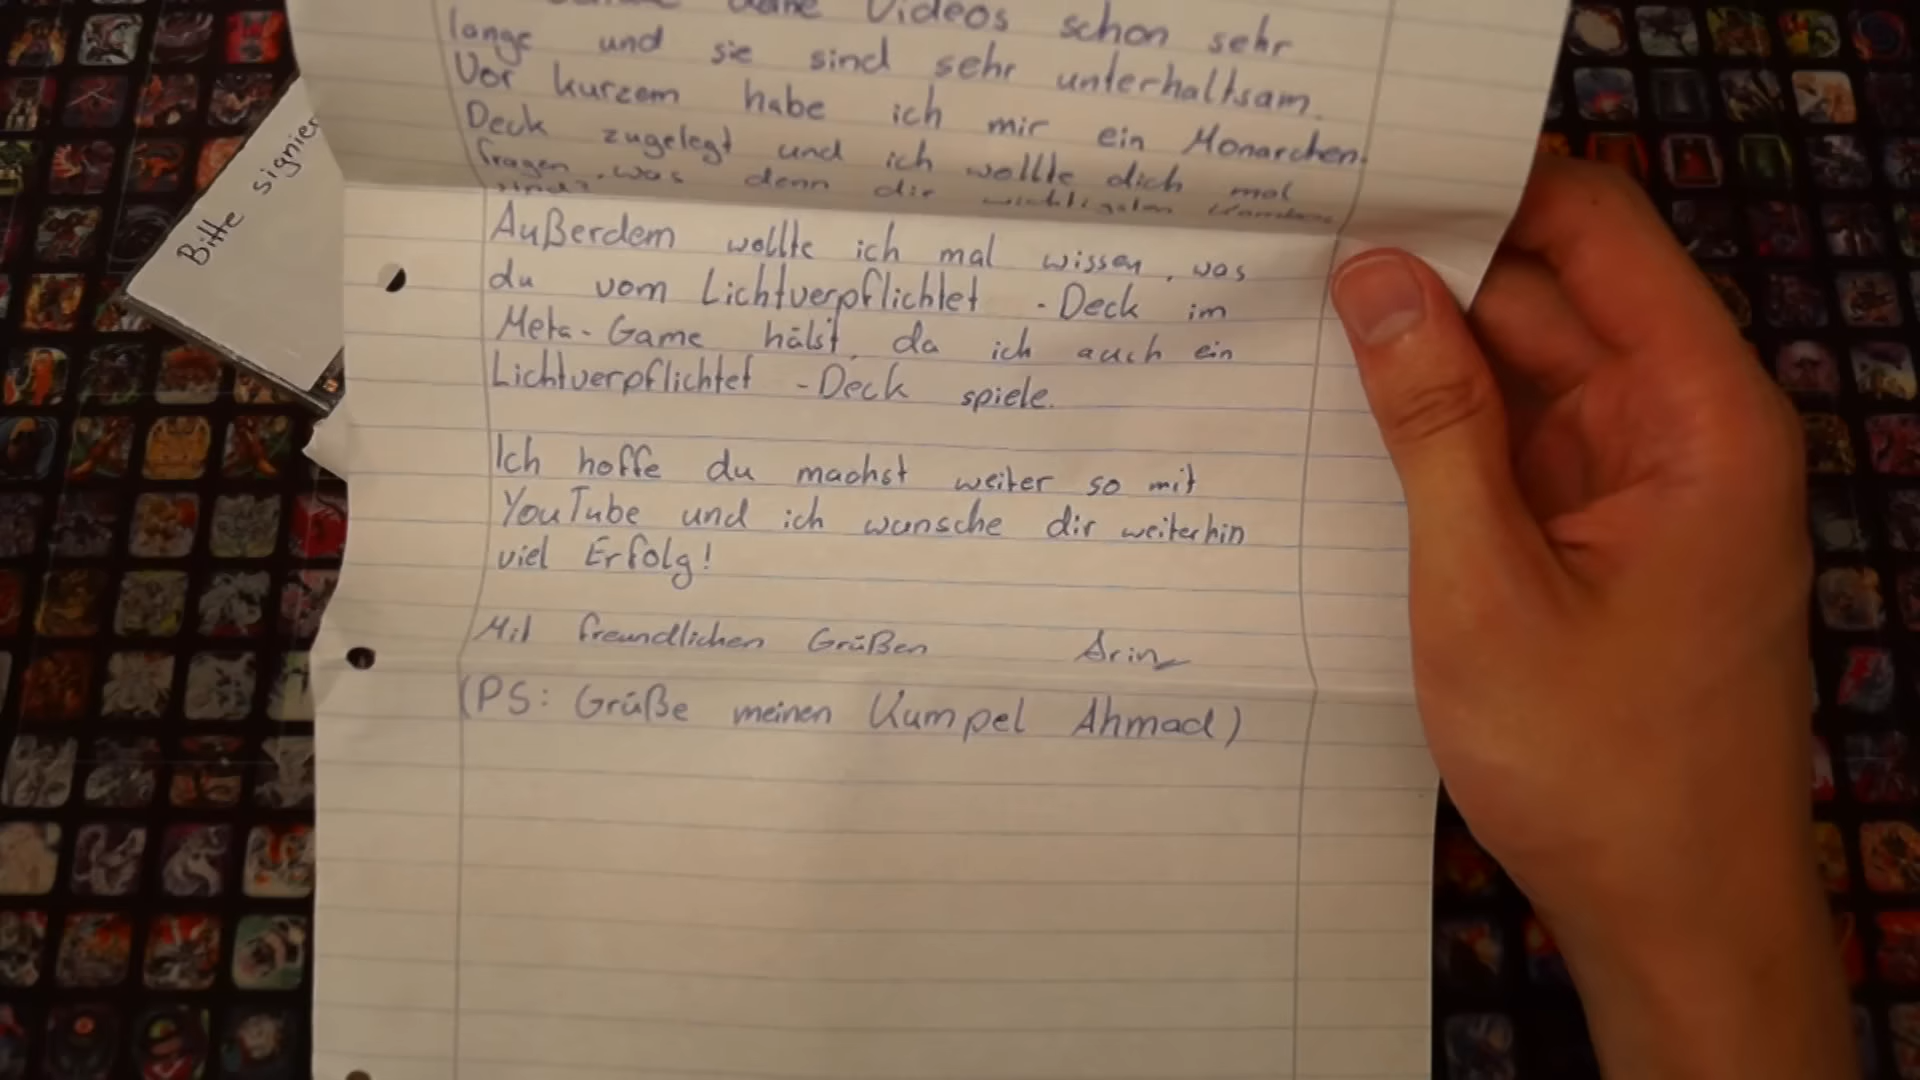 deine Videos schon sehr
lange und sie sind sehr unterhaltsam.
Vor kurzem habe ich mir ein Monarchen-
Deck zugelegt und ich wollte dich mal
fragen, was denn die wichtigsten
sind?
Außerdem wollte ich mal wissen, was
du vom Lichtverpflichtet - Deck im
Meta-Game hälst, da ich auch ein
Lichtverpflichtet - Deck spiele.
Ich hoffe du machst weiter so mit
YouTube und ich wünsche dir weiterhin
viel Erfolg!
Mit freundlichen Grüßen Arin
(PS: Grüße meinen Kumpel Ahmad)
Bitte signier